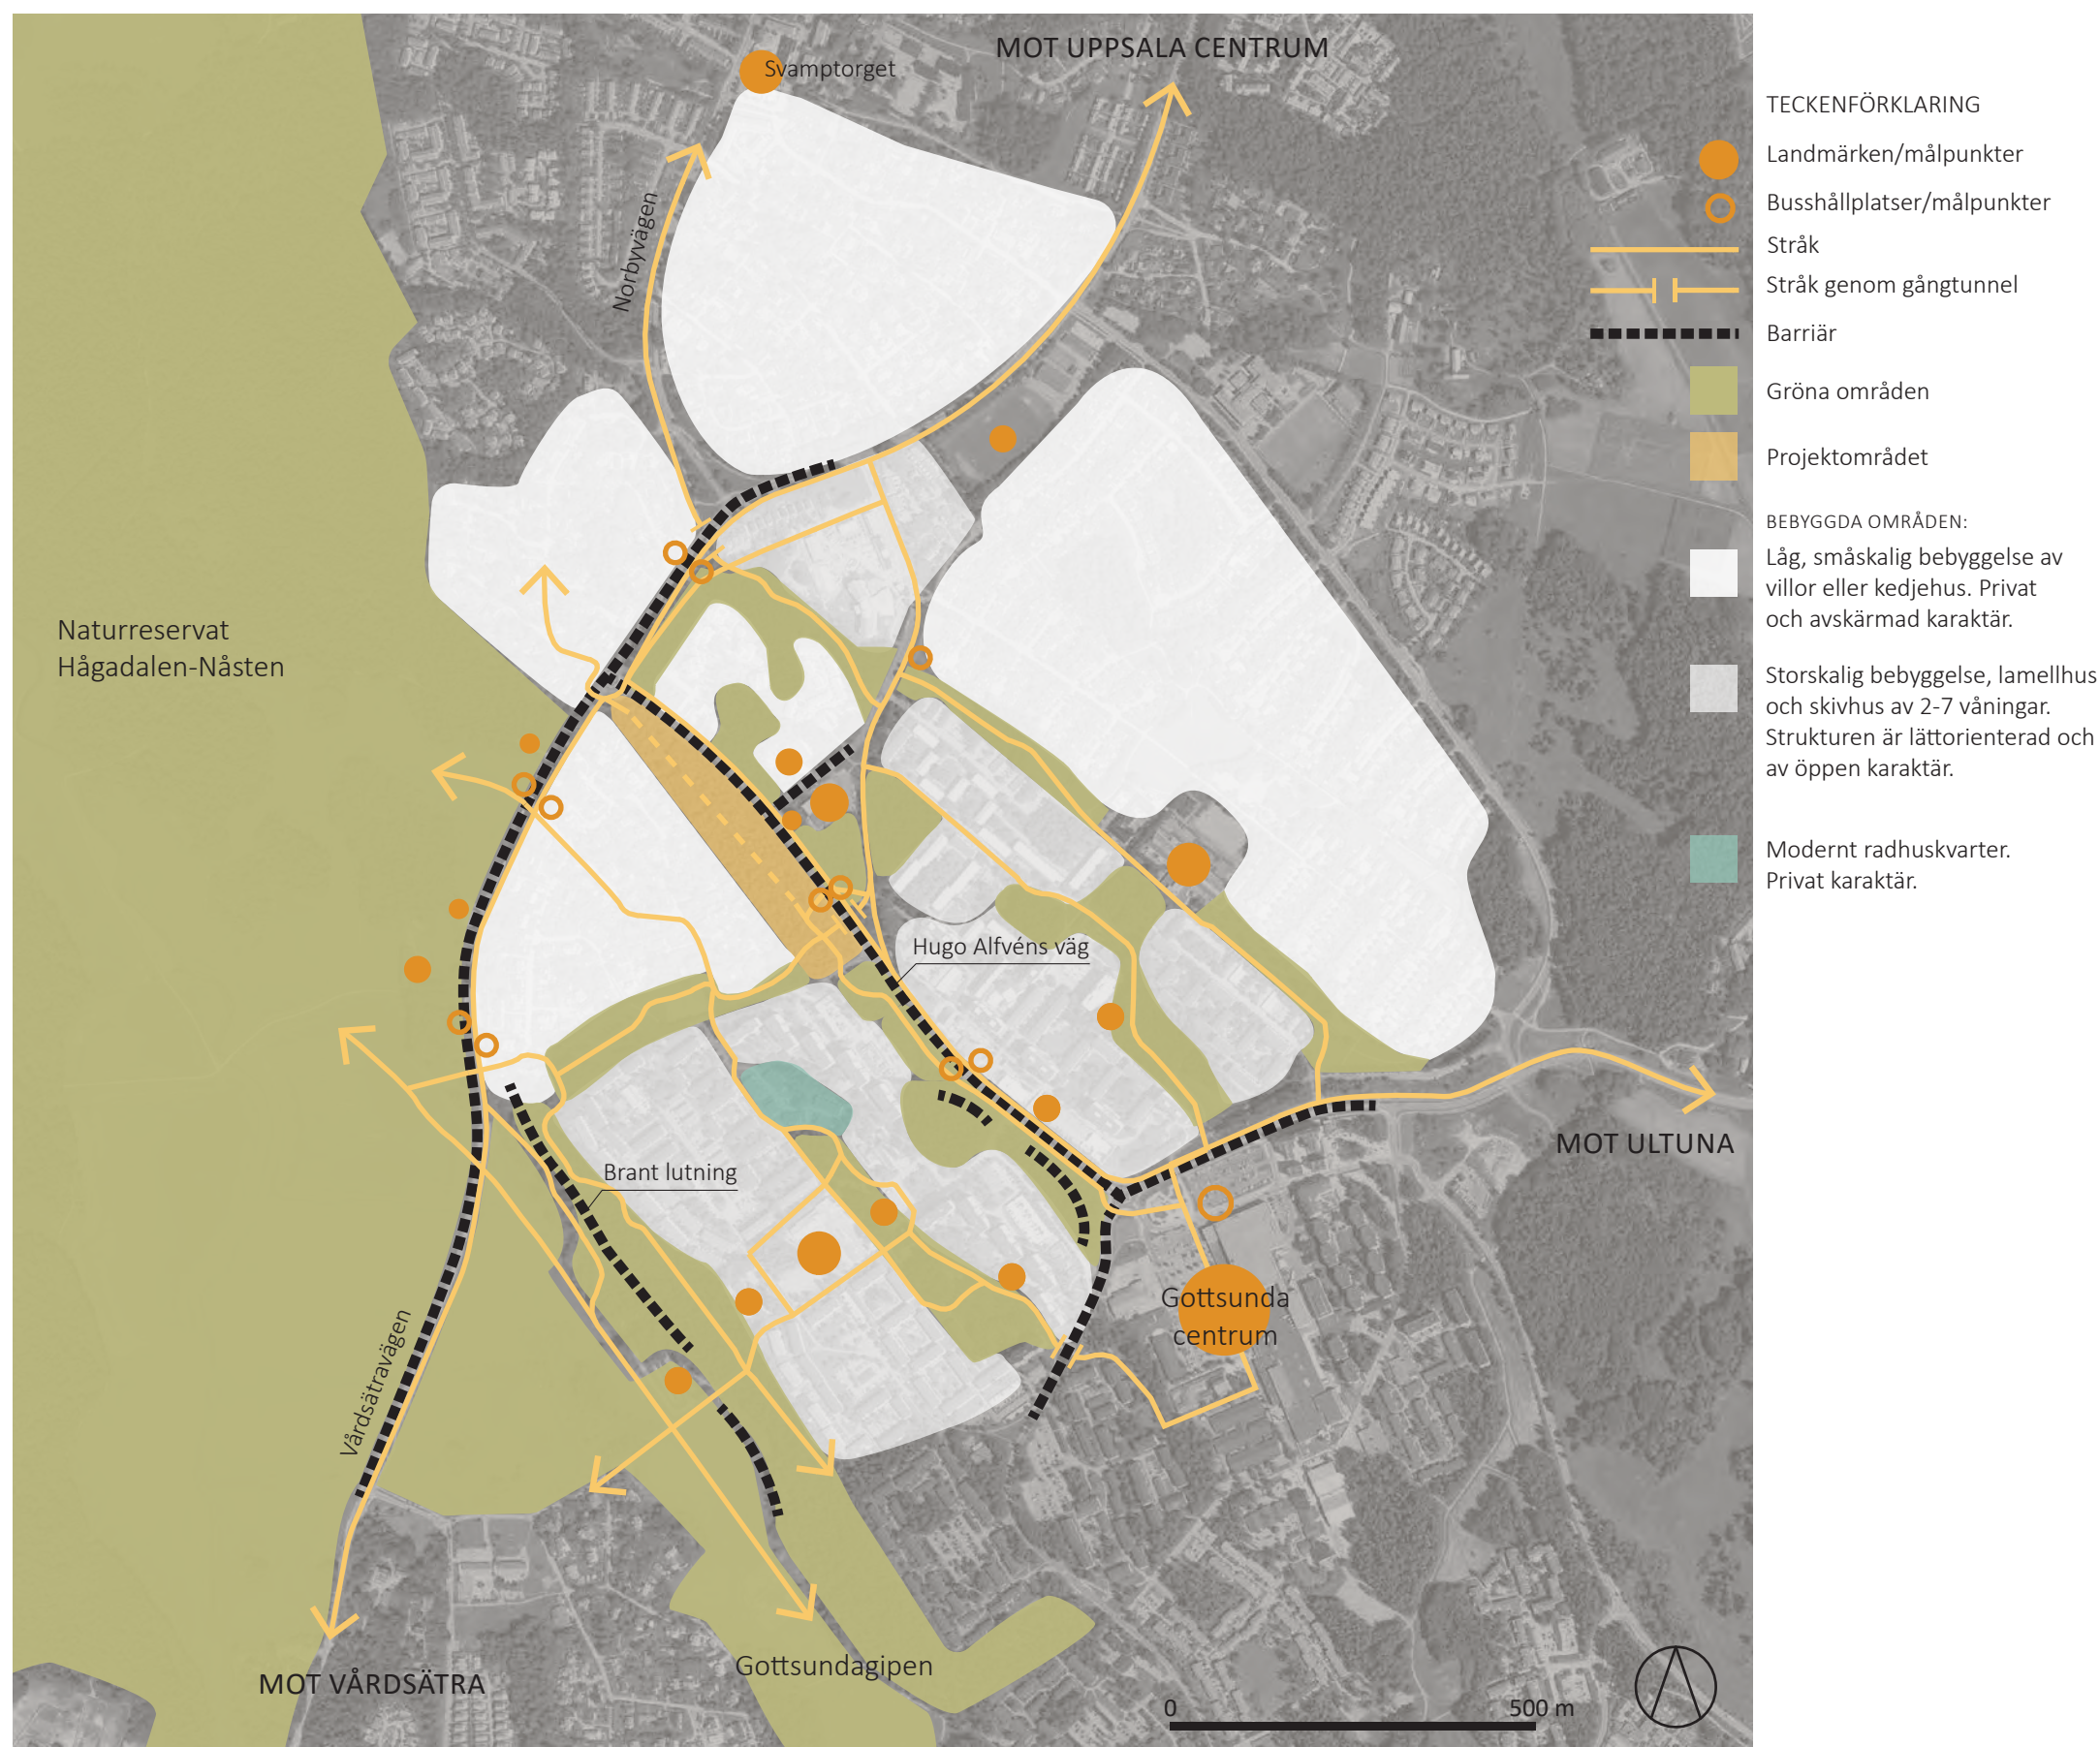 MOT UPPSALA CENTRUM
Svamptorget
Norbyvägen
Naturreservat
Hågadalen-Nåsten
Hugo Alfvéns väg
Brant lutning
MOT ULTUNA
Gottsunda
centrum
Vårdsätravägen
MOT VÅRDSÄTRA
Gottsundagipen
0
500 m
TECKENFÖRKLARING
Landmärken/målpunkter
Busshållplatser/målpunkter
Stråk
Stråk genom gångtunnel
Barriär
Gröna områden
Projektområdet
BEBYGGDA OMRÅDEN:
Låg, småskalig bebyggelse av
villor eller kedjehus. Privat
och avskärmad karaktär.
Storskalig bebyggelse, lamellhus
och skivhus av 2-7 våningar.
Strukturen är lättorienterad och
av öppen karaktär.
Modernt radhuskvarter.
Privat karaktär.